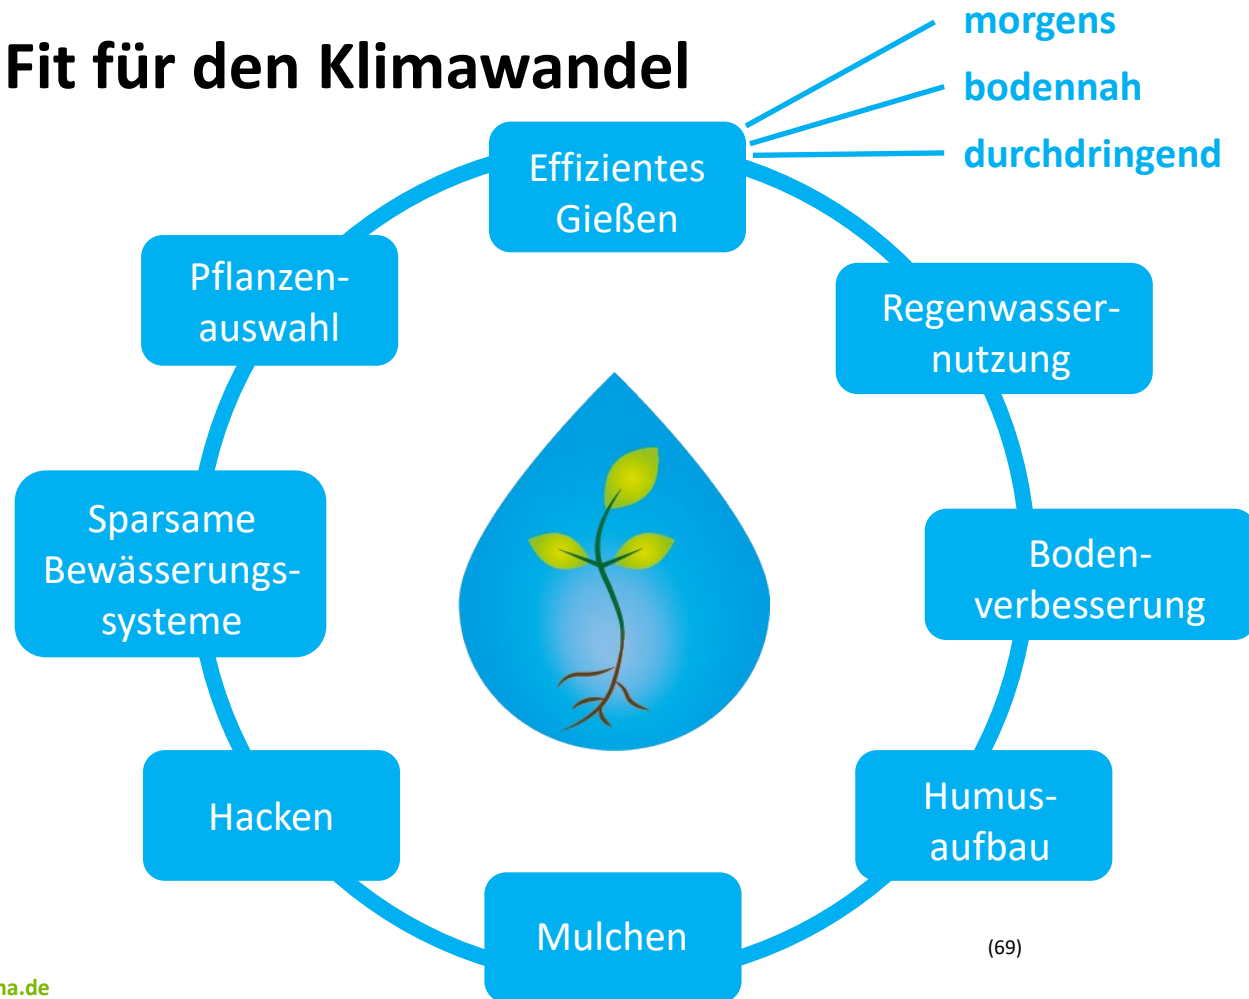 Fit für den Klimawandel
morgens
bodennah
durchdringend
Effizientes
Gießen
Regenwasser-
nutzung
Boden-
verbesserung
Humus-
aufbau
Mulchen
Hacken
Sparsame
Bewässerungs-
systeme
Pflanzen-
auswahl
(69)
na.de